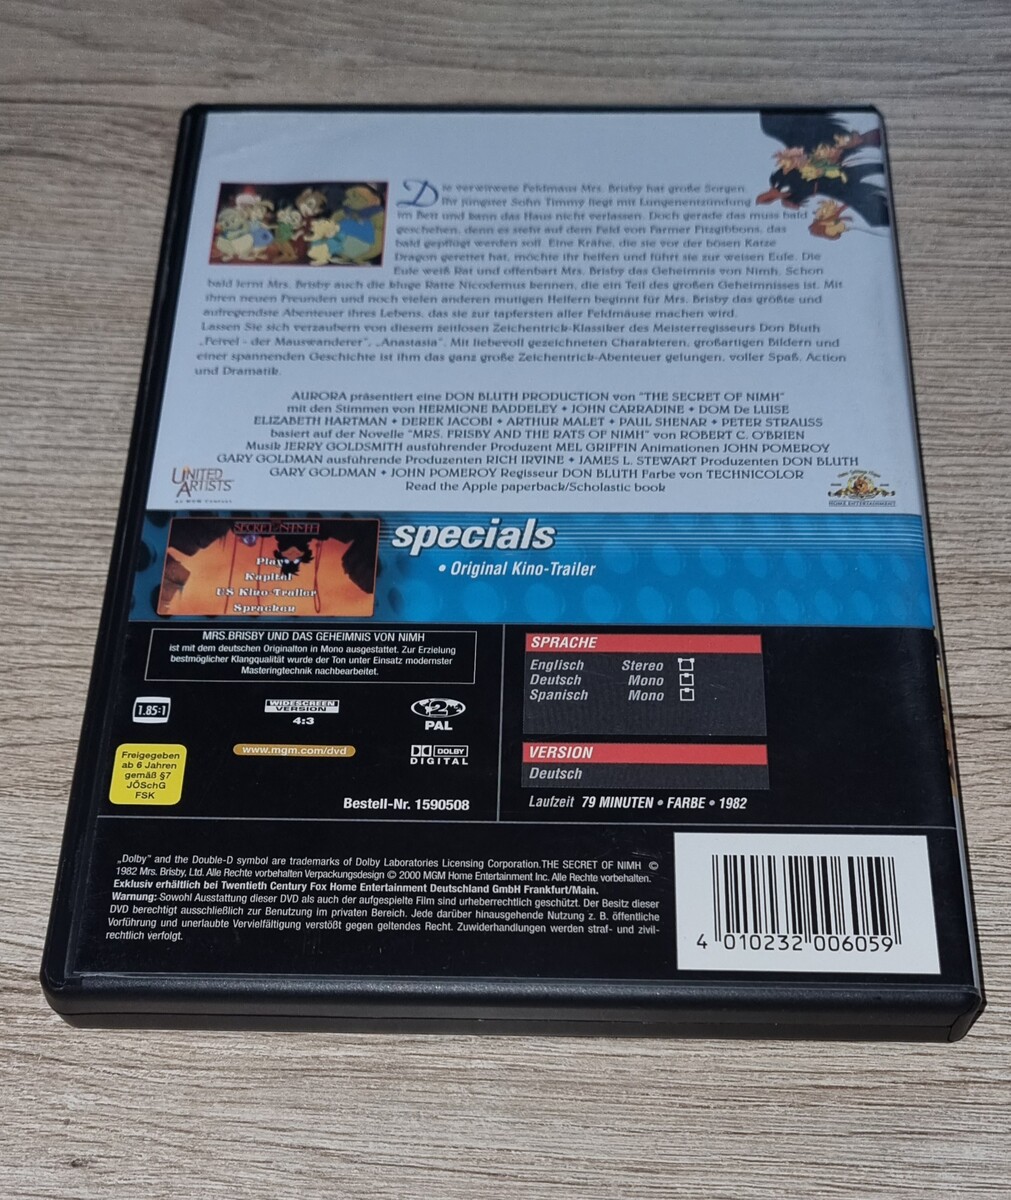 Die verwitwete Feldmaus Mrs. Brisby hat große Sorgen.
Ihr jüngster Sohn Timmy liegt mit Lungenentzündung
im Bett und kann das Haus nicht verlassen. Doch gerade das muss bald
geschehen, denn es steht auf dem Feld von Farmer Fitzgibbons, das
bald gepflügt werden soll. Eine Krähe, die sie vor der bösen Katze
Dragon gerettet hat, möchte ihr helfen und führt sie zur weisen Eule. Die
Eule weiß Rat und offenbart Mrs. Brisby das Geheimnis von Nimh. Schon
bald lernt Mrs. Brisby auch die kluge Ratte Nicodemus kennen, die ein Teil des großen Geheimnisses ist. Mit
ihren neuen Freunden und noch vielen anderen mutigen Helfern beginnt für Mrs. Brisby das größte und
aufregendste Abenteuer ihres Lebens, das sie zur tapfersten aller Feldmäuse machen wird.
Lassen Sie sich verzaubern von diesem zeitlosen Zeichentrick-Klassiker des Meisterregisseurs Don Bluth
„Feivel - der Mauswanderer", „Anastasia". Mit liebevoll gezeichneten Charakteren, großartigen Bildern und
einer spannenden Geschichte ist ihm das ganz große Zeichentrick-Abenteuer gelungen, voller Spaß, Action
und Dramatik.
AURORA präsentiert eine DON BLUTH PRODUCTION von "THE SECRET OF NIMH"
mit den Stimmen von HERMIONE BADDELEY • JOHN CARRADINE • DOM De LUISE
ELIZABETH HARTMAN • DEREK JACOBI • ARTHUR MALET • PAUL SHENAR • PETER STRAUSS
basiert auf der Novelle "MRS. FRISBY AND THE RATS OF NIMH" von ROBERT C. O'BRIEN
Musik JERRY GOLDSMITH ausführender Produzent MEL GRIFFIN Animationen JOHN POMEROY
GARY GOLDMAN ausführende Produzenten RICH IRVINE • JAMES L. STEWART Produzenten DON BLUTH
GARY GOLDMAN • JOHN POMEROY Regisseur DON BLUTH Farbe von TECHNICOLOR
Read the Apple paperback/Scholastic book
UNITED
ARTISTS
HOME ENTERTAINMENT
SECRET OF NIMH
Play
Kapitel
US Kino-Trailer
Sprachen
specials
• Original Kino-Trailer
MRS.BRISBY UND DAS GEHEIMNIS VON NIMH
ist mit dem deutschen Originalton in Mono ausgestattet. Zur Erzielung
bestmöglicher Klangqualität wurde der Ton unter Einsatz modernster
Masteringtechnik nachbearbeitet.
1.85:1
WIDESCREEN
VERSION
4:3
2
PAL
Freigegeben
ab 6 Jahren
gemäß §7
JÖSchG
FSK
www.mgm.com/dvd
DOLBY
DIGITAL
Bestell-Nr. 1590508
SPRACHE
Englisch Stereo
Deutsch Mono
Spanisch Mono
VERSION
Deutsch
Laufzeit 79 MINUTEN • FARBE • 1982
„Dolby" and the Double-D symbol are trademarks of Dolby Laboratories Licensing Corporation.THE SECRET OF NIMH ©
1982 Mrs. Brisby, Ltd. Alle Rechte vorbehalten Verpackungsdesign © 2000 MGM Home Entertainment Inc. Alle Rechte vorbehalten.
Exklusiv erhältlich bei Twentieth Century Fox Home Entertainment Deutschland GmbH Frankfurt/Main.
Warnung: Sowohl Ausstattung dieser DVD als auch der aufgespielte Film sind urheberrechtlich geschützt. Der Besitz dieser
DVD berechtigt ausschließlich zur Benutzung im privaten Bereich. Jede darüber hinausgehende Nutzung z. B. öffentliche
Vorführung und unerlaubte Vervielfältigung verstößt gegen geltendes Recht. Zuwiderhandlungen werden straf- und zivil-
rechtlich verfolgt.
4 010232 006059